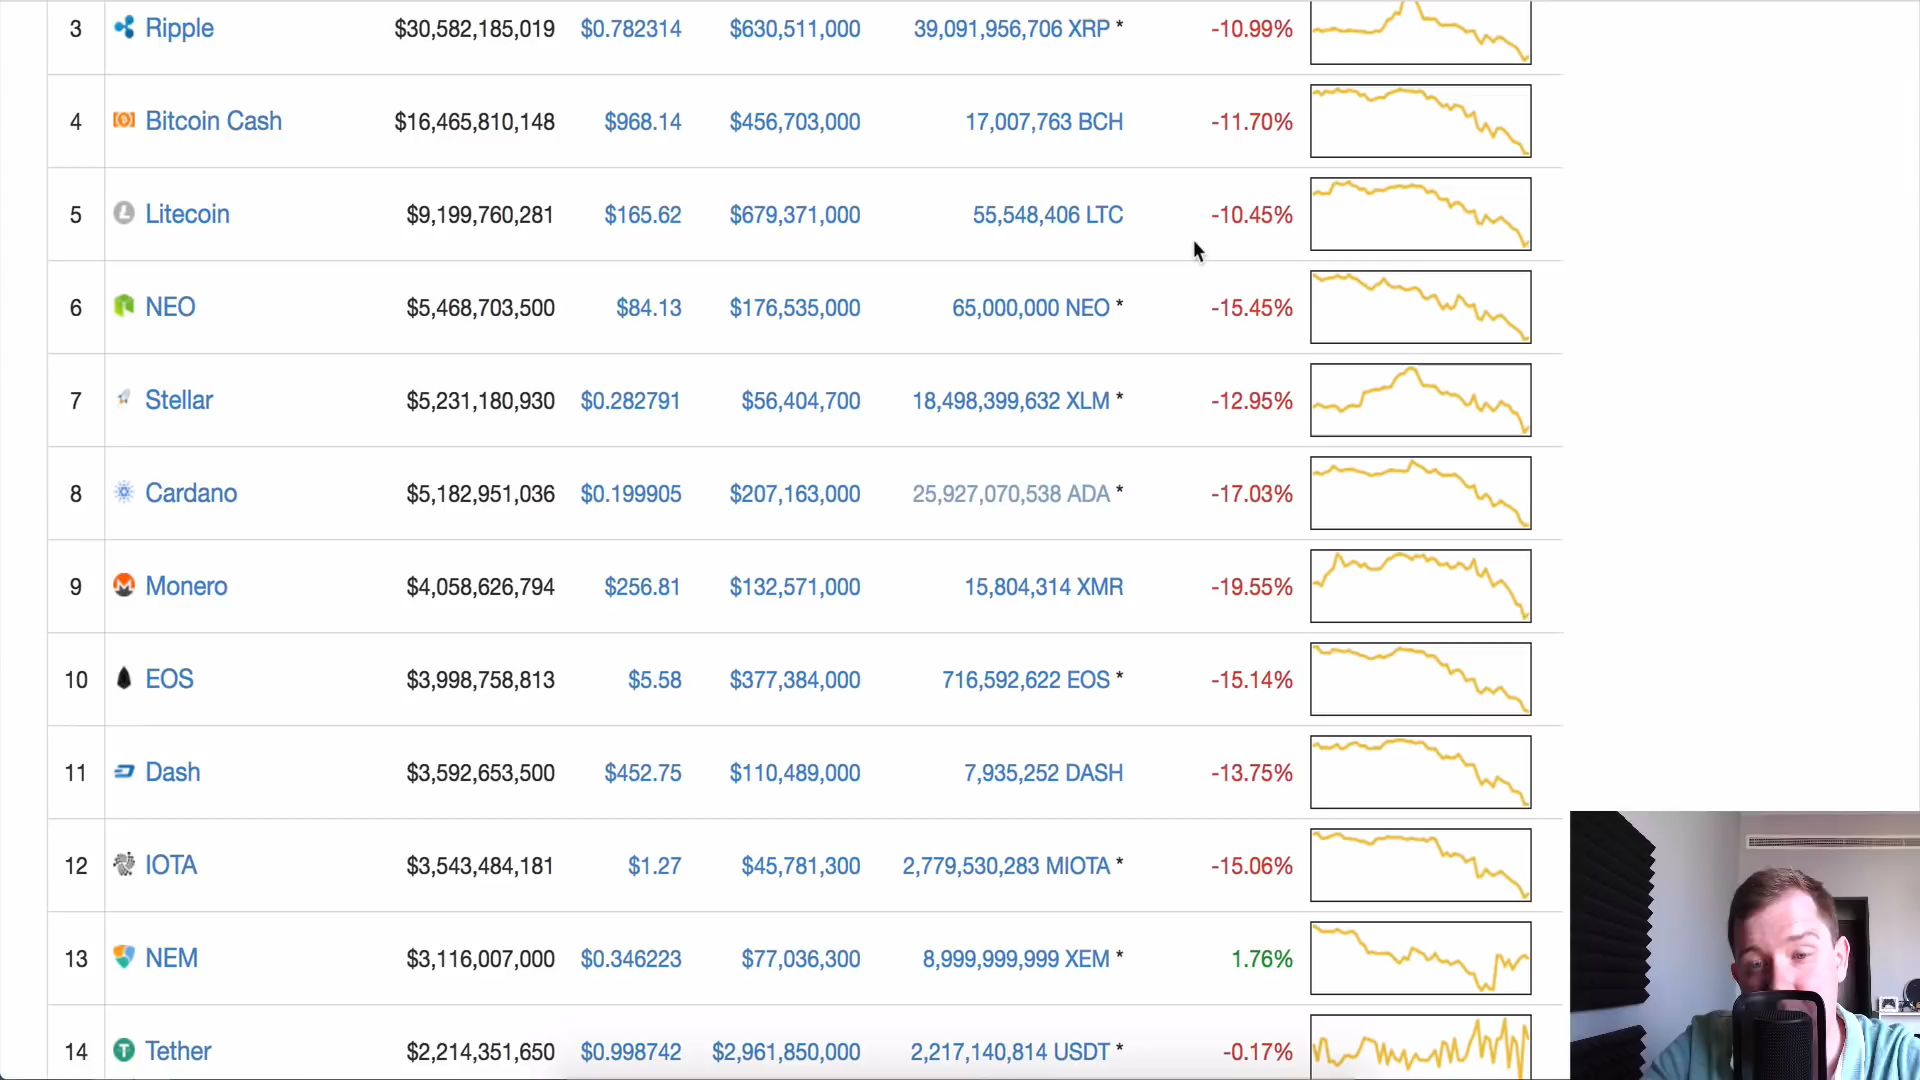 3 Ripple $30,582,185,019 $0.782314 $630,511,000 39,091,956,706 XRP * -10.99%
4 Bitcoin Cash $16,465,810,148 $968.14 $456,703,000 17,007,763 BCH -11.70%
5 Litecoin $9,199,760,281 $165.62 $679,371,000 55,548,406 LTC -10.45%
6 NEO $5,468,703,500 $84.13 $176,535,000 65,000,000 NEO * -15.45%
7 Stellar $5,231,180,930 $0.282791 $56,404,700 18,498,399,632 XLM * -12.95%
8 Cardano $5,182,951,036 $0.199905 $207,163,000 25,927,070,538 ADA * -17.03%
9 Monero $4,058,626,794 $256.81 $132,571,000 15,804,314 XMR -19.55%
10 EOS $3,998,758,813 $5.58 $377,384,000 716,592,622 EOS * -15.14%
11 Dash $3,592,653,500 $452.75 $110,489,000 7,935,252 DASH -13.75%
12 IOTA $3,543,484,181 $1.27 $45,781,300 2,779,530,283 MIOTA * -15.06%
13 NEM $3,116,007,000 $0.346223 $77,036,300 8,999,999,999 XEM * 1.76%
14 Tether $2,214,351,650 $0.998742 $2,961,850,000 2,217,140,814 USDT * -0.17%